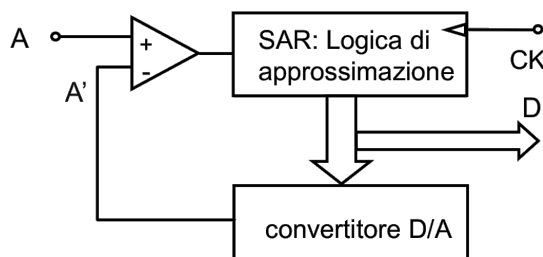 A
+
-
A'
SAR: Logica di
approssimazione
CK
D
convertitore D/A